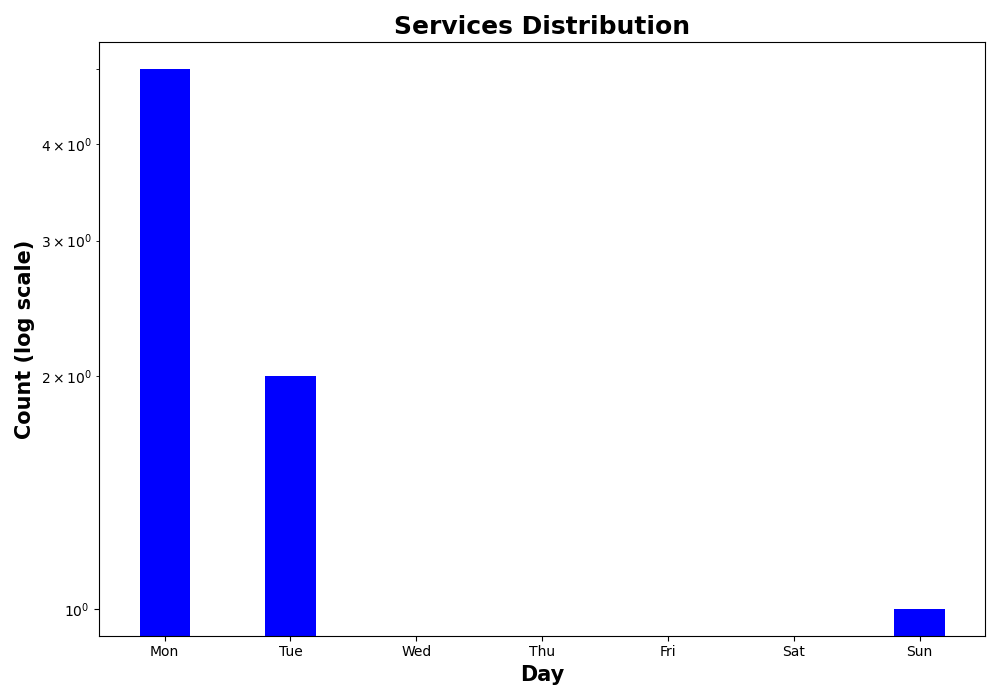 Services Distribution
Count (log scale)
4 × 10⁰
3 × 10⁰
2 × 10⁰
10⁰
Mon Tue Wed Thu Fri Sat Sun
Day